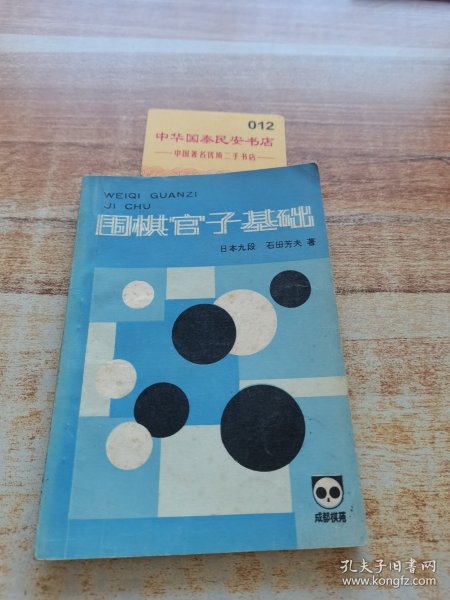 012
中华国泰民安书店
中国著名优质二手书店
WEIQI GUANZI
JI CHU
围棋官子基础
日本九段 石田芳夫 著
成都棋苑
孔夫子旧书网
www.kongfz.com